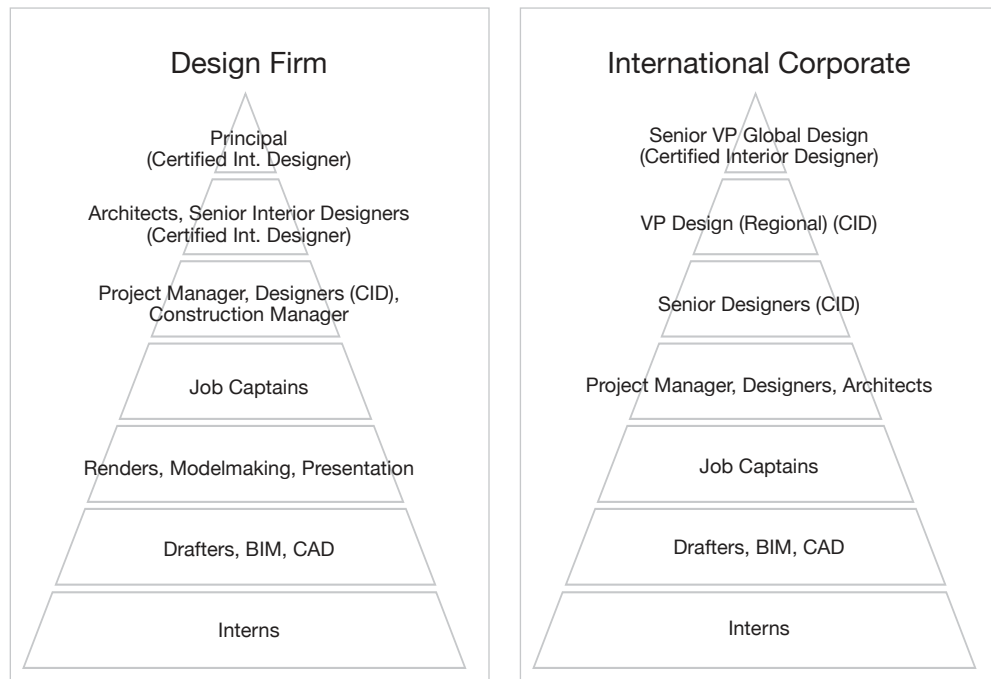 Design Firm
Principal
(Certified Int. Designer)
Architects, Senior Interior Designers
(Certified Int. Designer)
Project Manager, Designers (CID),
Construction Manager
Job Captains
Renders, Modelmaking, Presentation
Drafters, BIM, CAD
Interns
International Corporate
Senior VP Global Design
(Certified Interior Designer)
VP Design (Regional) (CID)
Senior Designers (CID)
Project Manager, Designers, Architects
Job Captains
Drafters, BIM, CAD
Interns